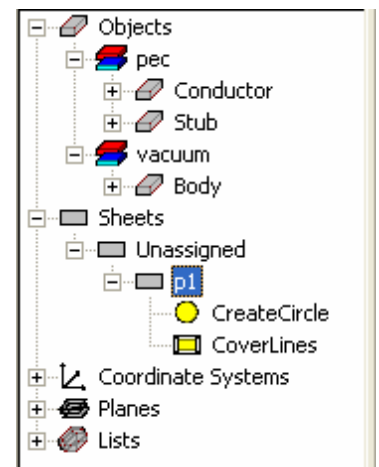 Objects
pec
Conductor
Stub
vacuum
Body
Sheets
Unassigned
p1
CreateCircle
CoverLines
Coordinate Systems
Planes
Lists